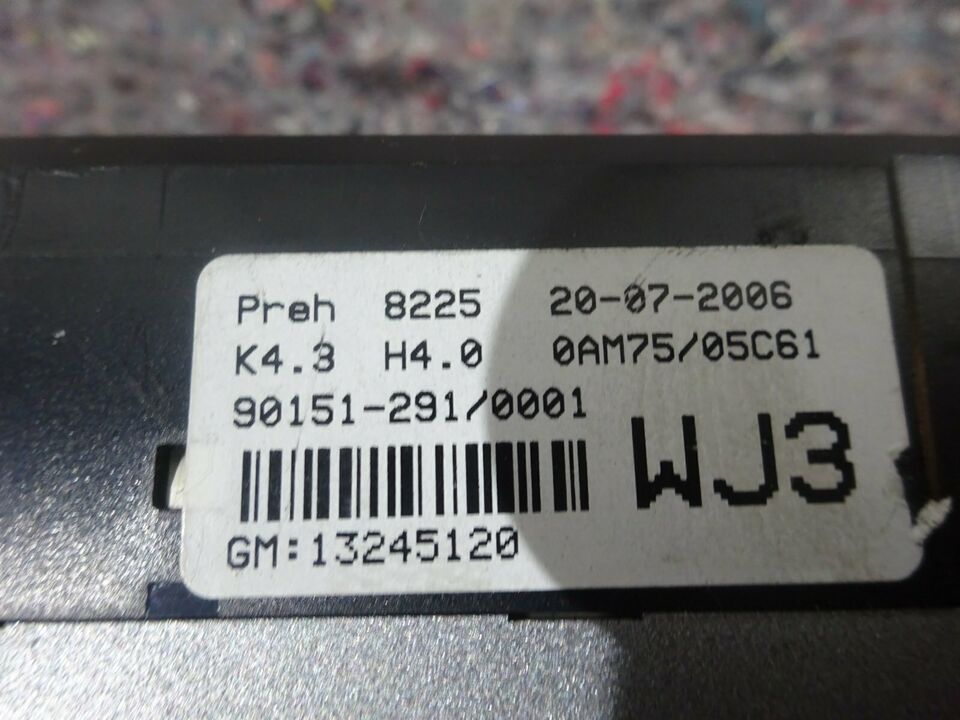 Preh 8225 20-07-2006
K4.3 H4.0 0AM75/05C61
90151-291/0001
WJ3
GM:13245120